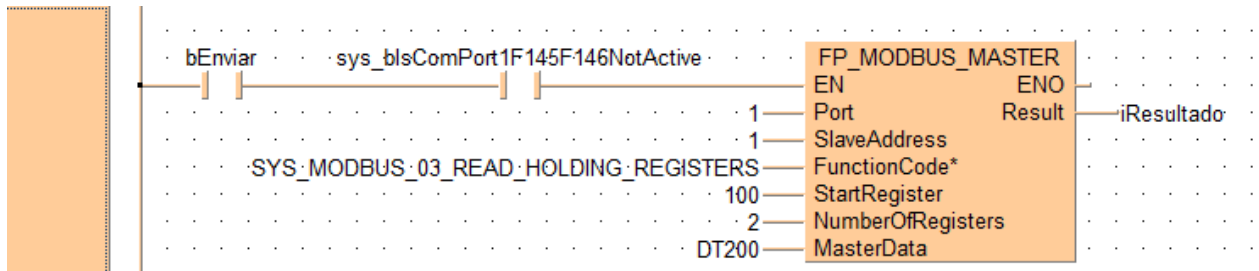 bEnviar sys_bIsComPort1F145F146NotActive FP_MODBUS_MASTER
EN ENO
1 Port Result iResultado
1 SlaveAddress
SYS_MODBUS_03_READ_HOLDING_REGISTERS FunctionCode*
100 StartRegister
2 NumberOfRegisters
DT200 MasterData